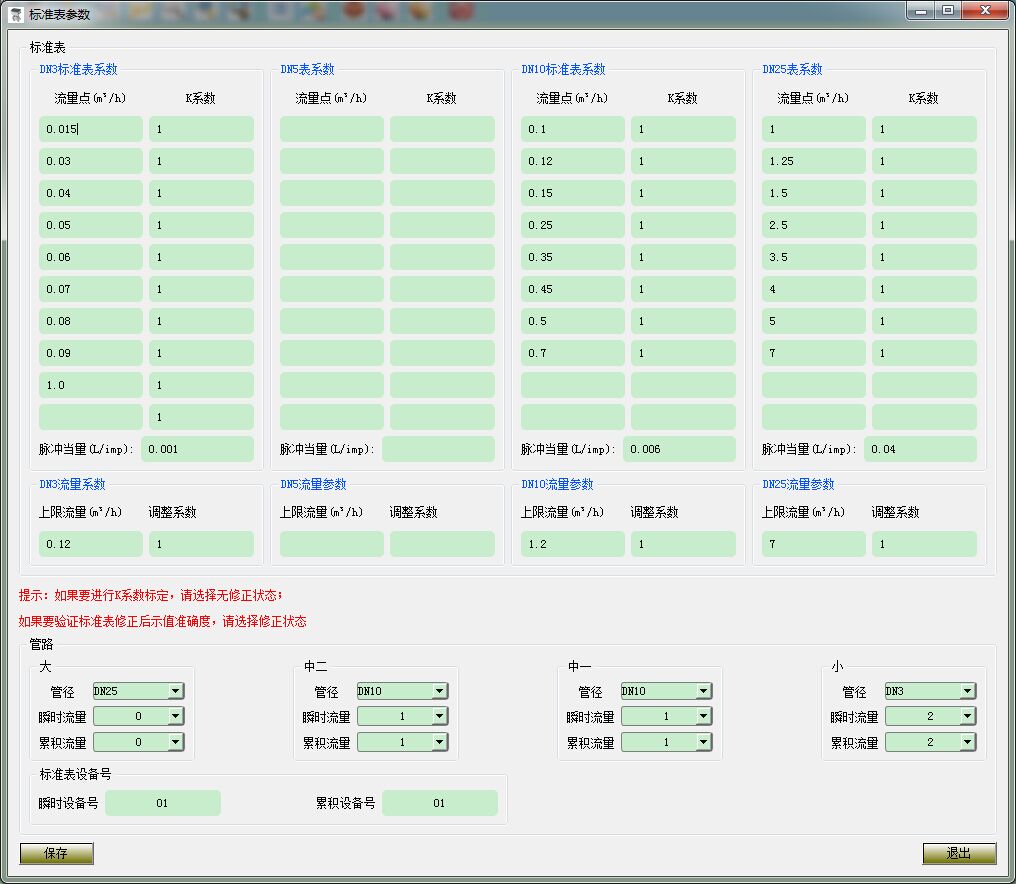 标准表参数
标准表
DN3标准表系数 DN5表系数 DN10标准表系数 DN25表系数
流量点(m³/h) K系数 流量点(m³/h) K系数 流量点(m³/h) K系数 流量点(m³/h) K系数
0.015 1 0.1 1 1 1
0.03 1 0.12 1 1.25 1
0.04 1 0.15 1 1.5 1
0.05 1 0.25 1 2.5 1
0.06 1 0.35 1 3.5 1
0.07 1 0.45 1 4 1
0.08 1 0.5 1 5 1
0.09 1 0.7 1 7 1
1.0 1
1
脉冲当量(L/imp): 0.001 脉冲当量(L/imp): 脉冲当量(L/imp): 0.006 脉冲当量(L/imp): 0.04
DN3流量系数 DN5流量参数 DN10流量参数 DN25流量参数
上限流量(m³/h) 调整系数 上限流量(m³/h) 调整系数 上限流量(m³/h) 调整系数 上限流量(m³/h) 调整系数
0.12 1 1.2 1 7 1
提示：如果要进行K系数标定，请选择无修正状态；
如果要验证标准表修正后示值准确度，请选择修正状态
管路
大 中二 中一 小
管径 DN25 管径 DN10 管径 DN10 管径 DN3
瞬时流量 0 瞬时流量 1 瞬时流量 1 瞬时流量 2
累积流量 0 累积流量 1 累积流量 1 累积流量 2
标准表设备号
瞬时设备号 01 累积设备号 01
保存 退出